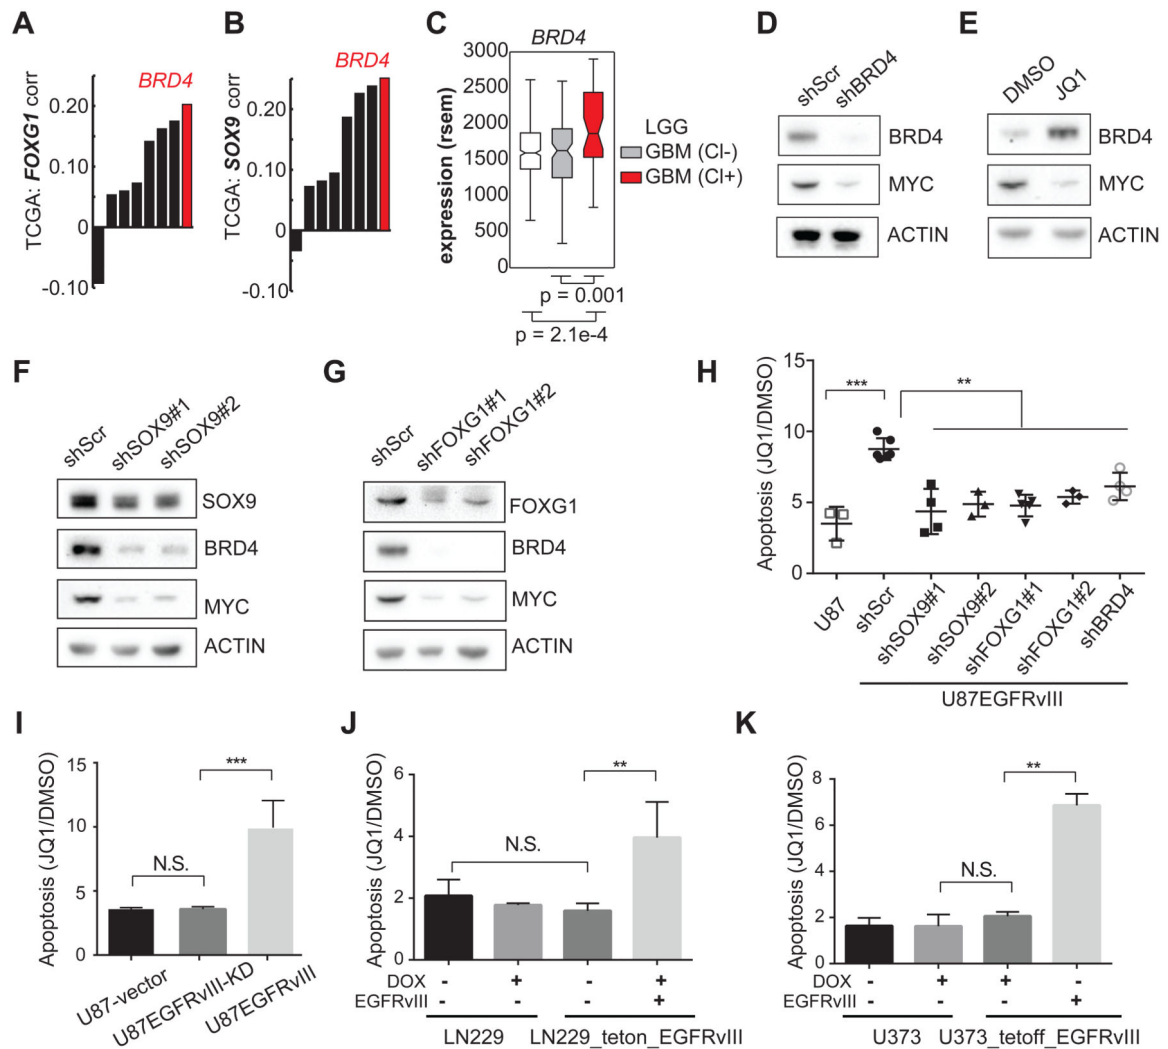 A
BRD4
TCGA: FOXG1 corr
0.20
0.10
0
-0.10
B
BRD4
TCGA: SOX9 corr
0.20
0.10
0
-0.10
C
BRD4
expression (rsem)
3000
2500
2000
1500
1000
500
0
LGG
GBM (Cl-)
GBM (Cl+)
p = 0.001
p = 2.1e-4
D
shScr
shBRD4
BRD4
MYC
ACTIN
E
DMSO
JQ1
BRD4
MYC
ACTIN
F
shScr
shSOX9#1
shSOX9#2
SOX9
BRD4
MYC
ACTIN
G
shScr
shFOXG1#1
shFOXG1#2
FOXG1
BRD4
MYC
ACTIN
H
Apoptosis (JQ1/DMSO)
15
10
5
0
***
**
U87
shScr
shSOX9#1
shSOX9#2
shFOXG1#1
shFOXG1#2
shBRD4
U87EGFRvIII
I
Apoptosis (JQ1/DMSO)
15
10
5
0
N.S.
***
U87-vector
U87EGFRvIII-KD
U87EGFRvIII
J
Apoptosis (JQ1/DMSO)
6
4
2
0
N.S.
**
DOX - + - +
EGFRvIII - - - +
LN229 LN229_teton_EGFRvIII
K
Apoptosis (JQ1/DMSO)
8
6
4
2
0
N.S.
**
DOX - + + -
EGFRvIII - - - +
U373 U373_tetoff_EGFRvIII